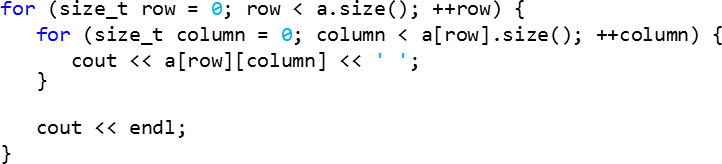 for (size_t row = 0; row < a.size(); ++row) {
   for (size_t column = 0; column < a[row].size(); ++column) {
      cout << a[row][column] << ' ';
   }

   cout << endl;
}